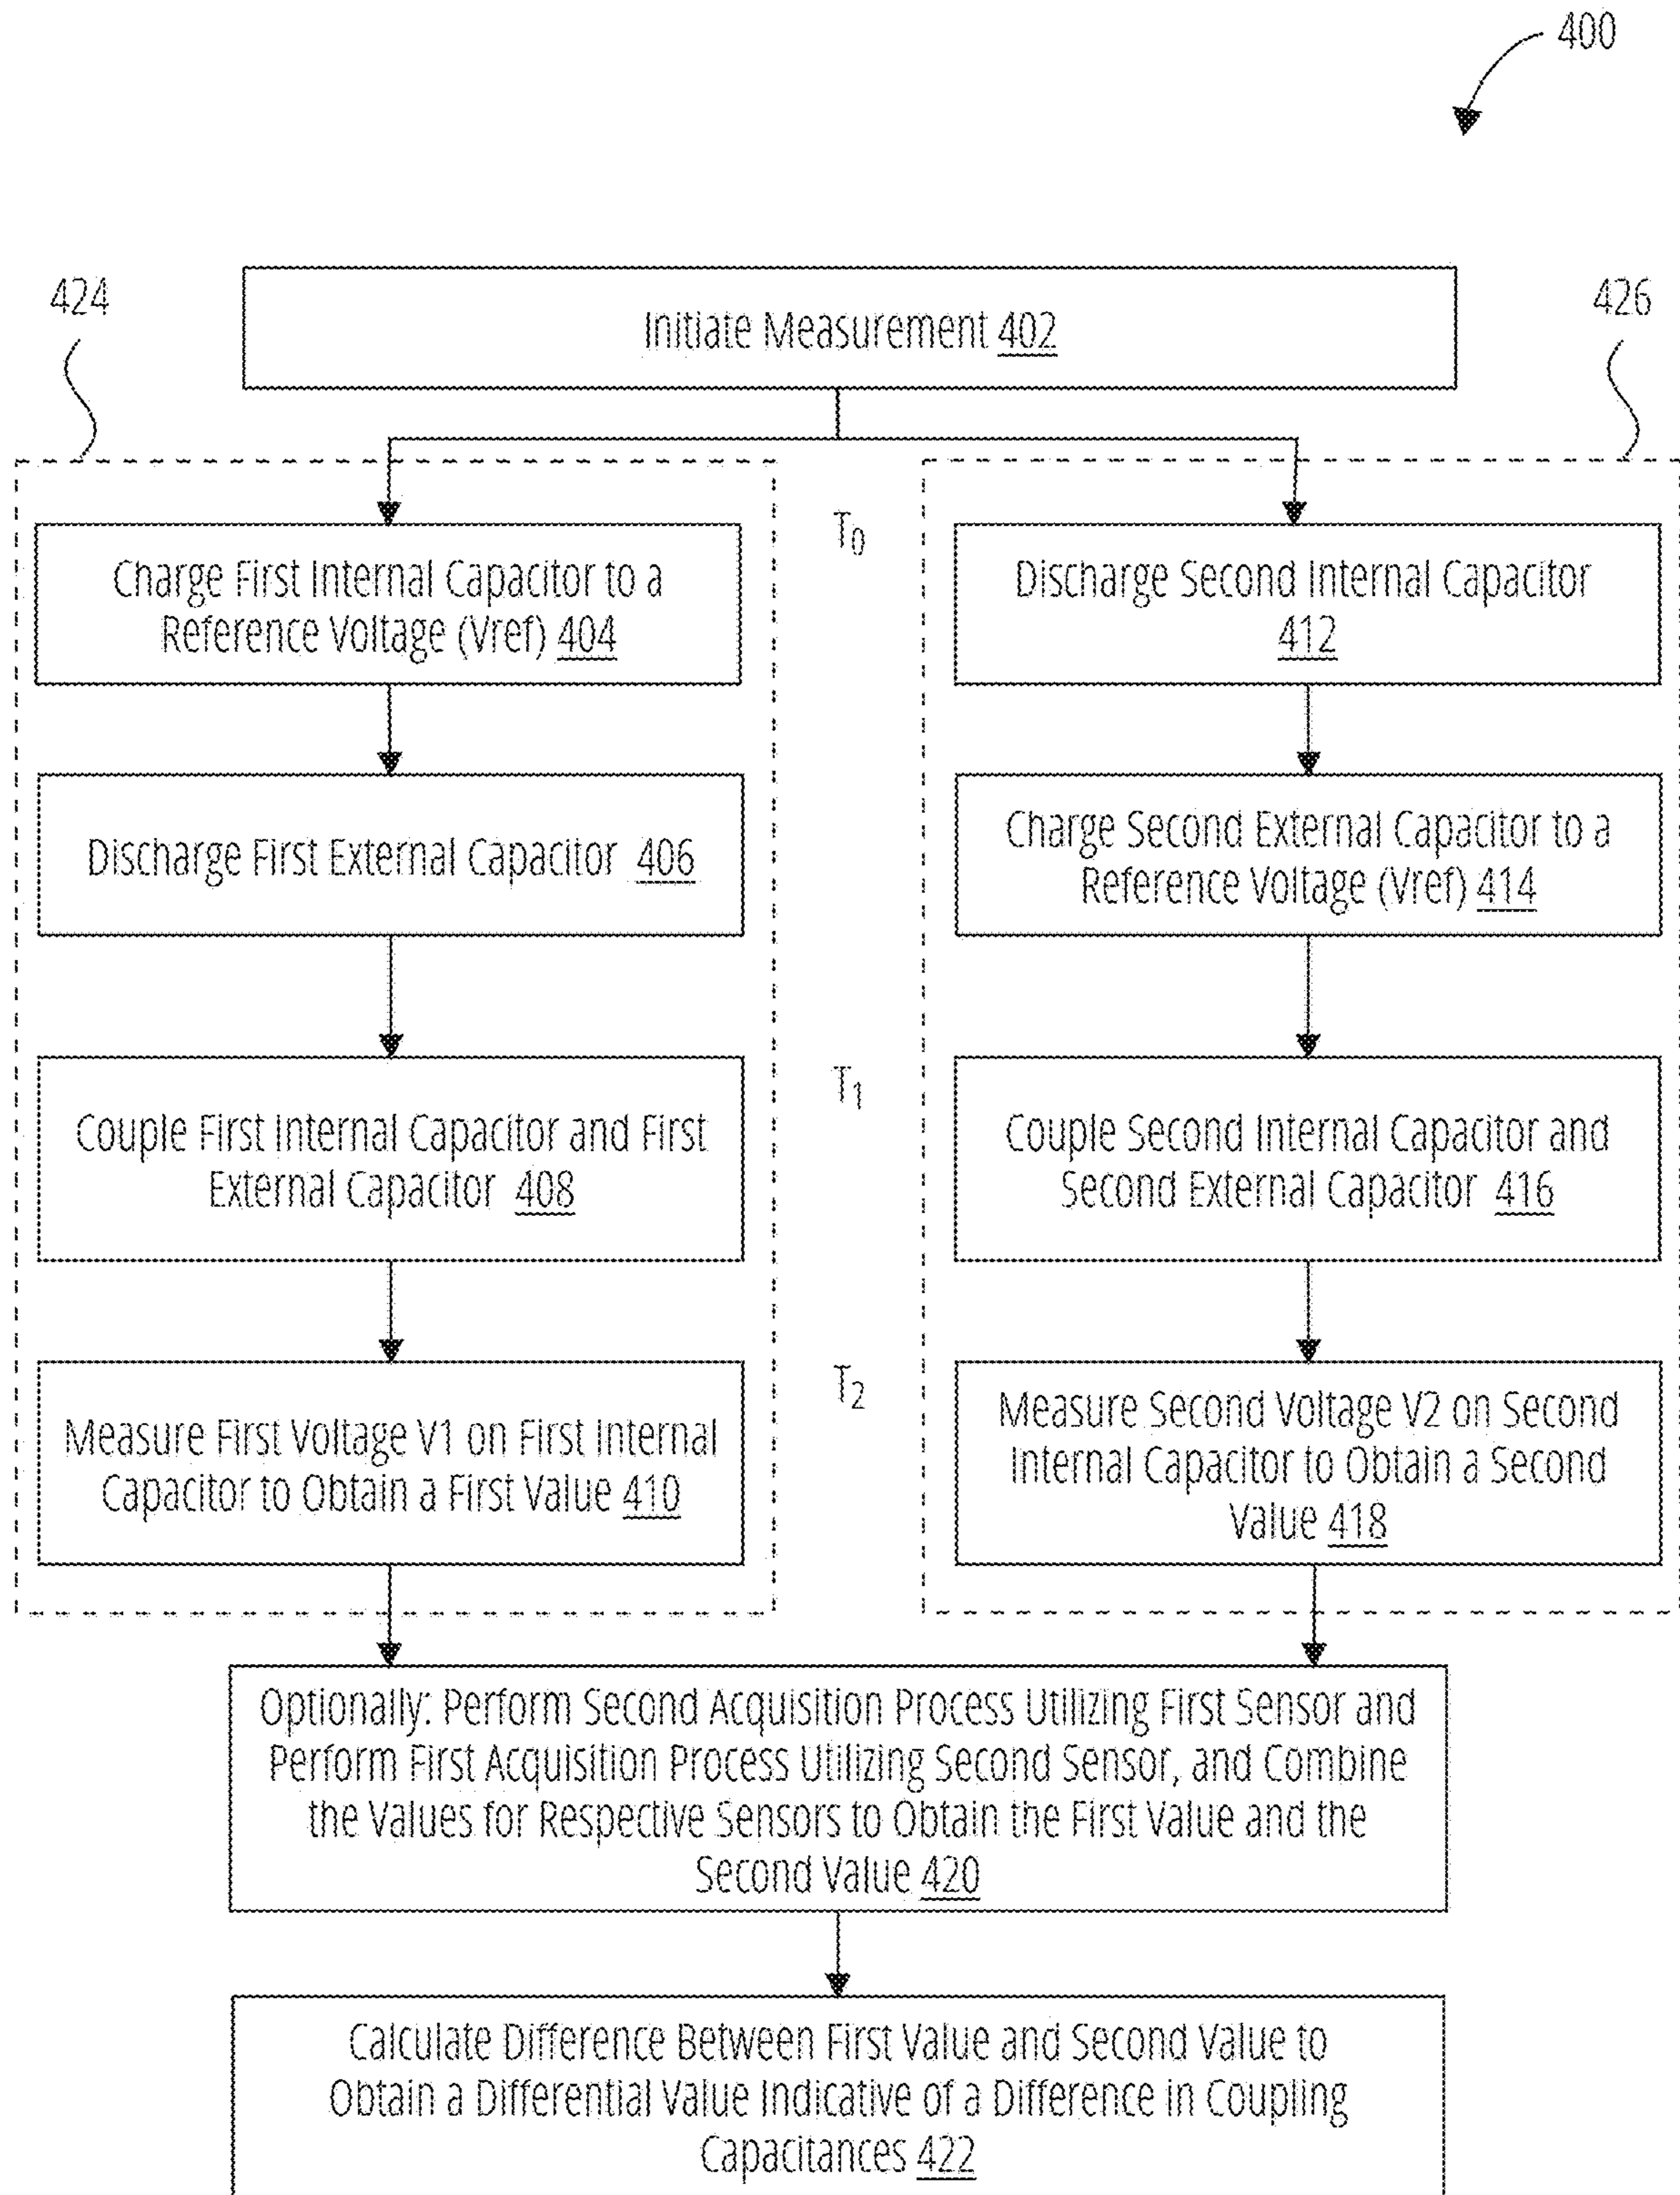 400
424
426
Initiate Measurement 402
T0
Charge First Internal Capacitor to a
Reference Voltage (Vref) 404
Discharge First External Capacitor 406
Couple First Internal Capacitor and First
External Capacitor 408
Measure First Voltage V1 on First Internal
Capacitor to Obtain a First Value 410
T1
T2
Discharge Second Internal Capacitor
412
Charge Second External Capacitor to a
Reference Voltage (Vref) 414
Couple Second Internal Capacitor and
Second External Capacitor 416
Measure Second Voltage V2 on Second
Internal Capacitor to Obtain a Second
Value 418
Optionally: Perform Second Acquisition Process Utilizing First Sensor and
Perform First Acquisition Process Utilizing Second Sensor, and Combine
the Values for Respective Sensors to Obtain the First Value and the
Second Value 420
Calculate Difference Between First Value and Second Value to
Obtain a Differential Value Indicative of a Difference in Coupling
Capacitances 422